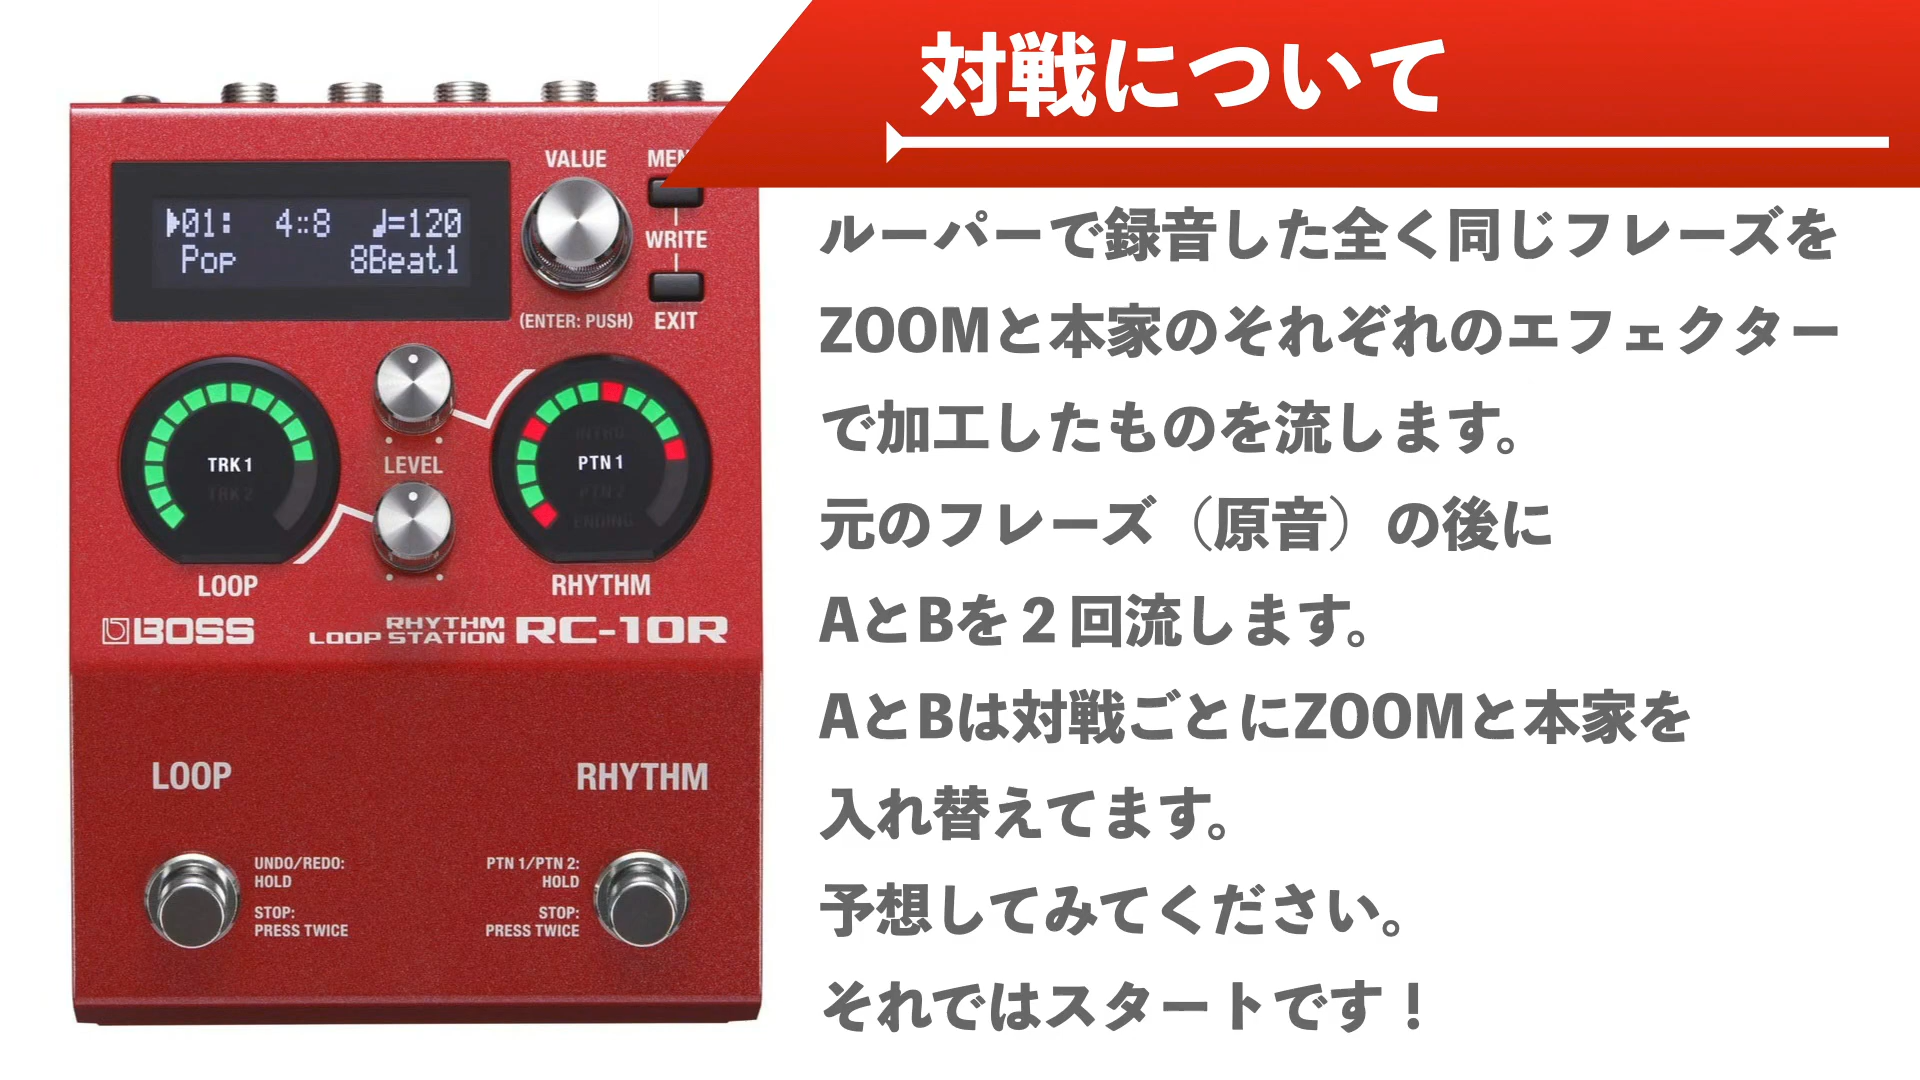 対戦について
ルーパーで録音した全く同じフレーズを
ZOOMと本家のそれぞれのエフェクター
で加工したものを流します。
元のフレーズ（原音）の後に
AとBを２回流します。
AとBは対戦ごとにZOOMと本家を
入れ替えてます。
予想してみてください。
それではスタートです！
VALUE
WRITE
(ENTER: PUSH)
EXIT
01: 4::8 ♩=120
Pop 8Beat1
TRK 1
TRK 2
LEVEL
INTRO
PTN 1
PTN 2
ENDING
LOOP
RHYTHM
BOSS
RHYTHM
LOOP STATION RC-10R
LOOP
RHYTHM
UNDO/REDO:
HOLD
STOP:
PRESS TWICE
PTN 1/PTN 2:
HOLD
STOP:
PRESS TWICE